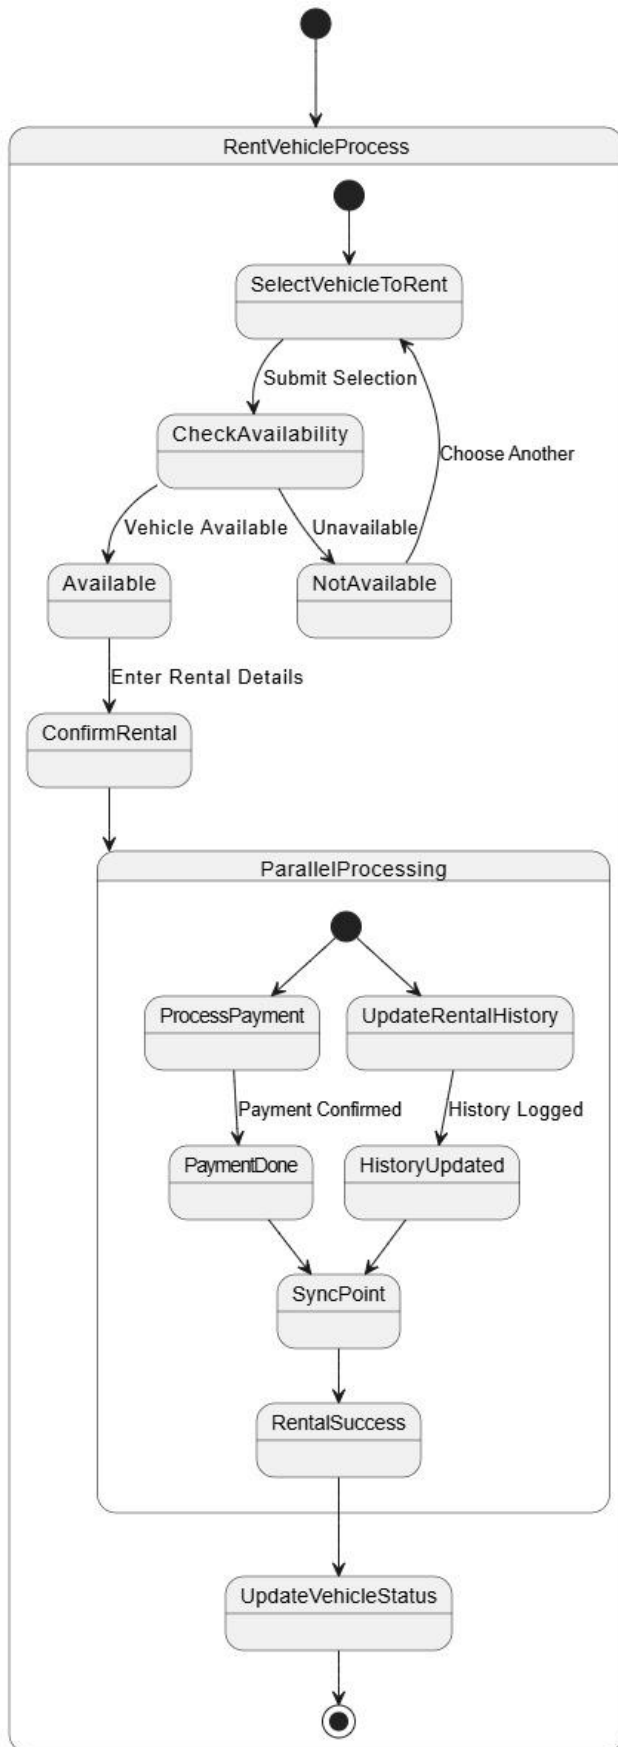 RentVehicleProcess
SelectVehicleToRent
Submit Selection
CheckAvailability
Choose Another
Vehicle Available
Unavailable
Available
NotAvailable
Enter Rental Details
ConfirmRental
ParallelProcessing
ProcessPayment
UpdateRentalHistory
Payment Confirmed
History Logged
PaymentDone
HistoryUpdated
SyncPoint
RentalSuccess
UpdateVehicleStatus